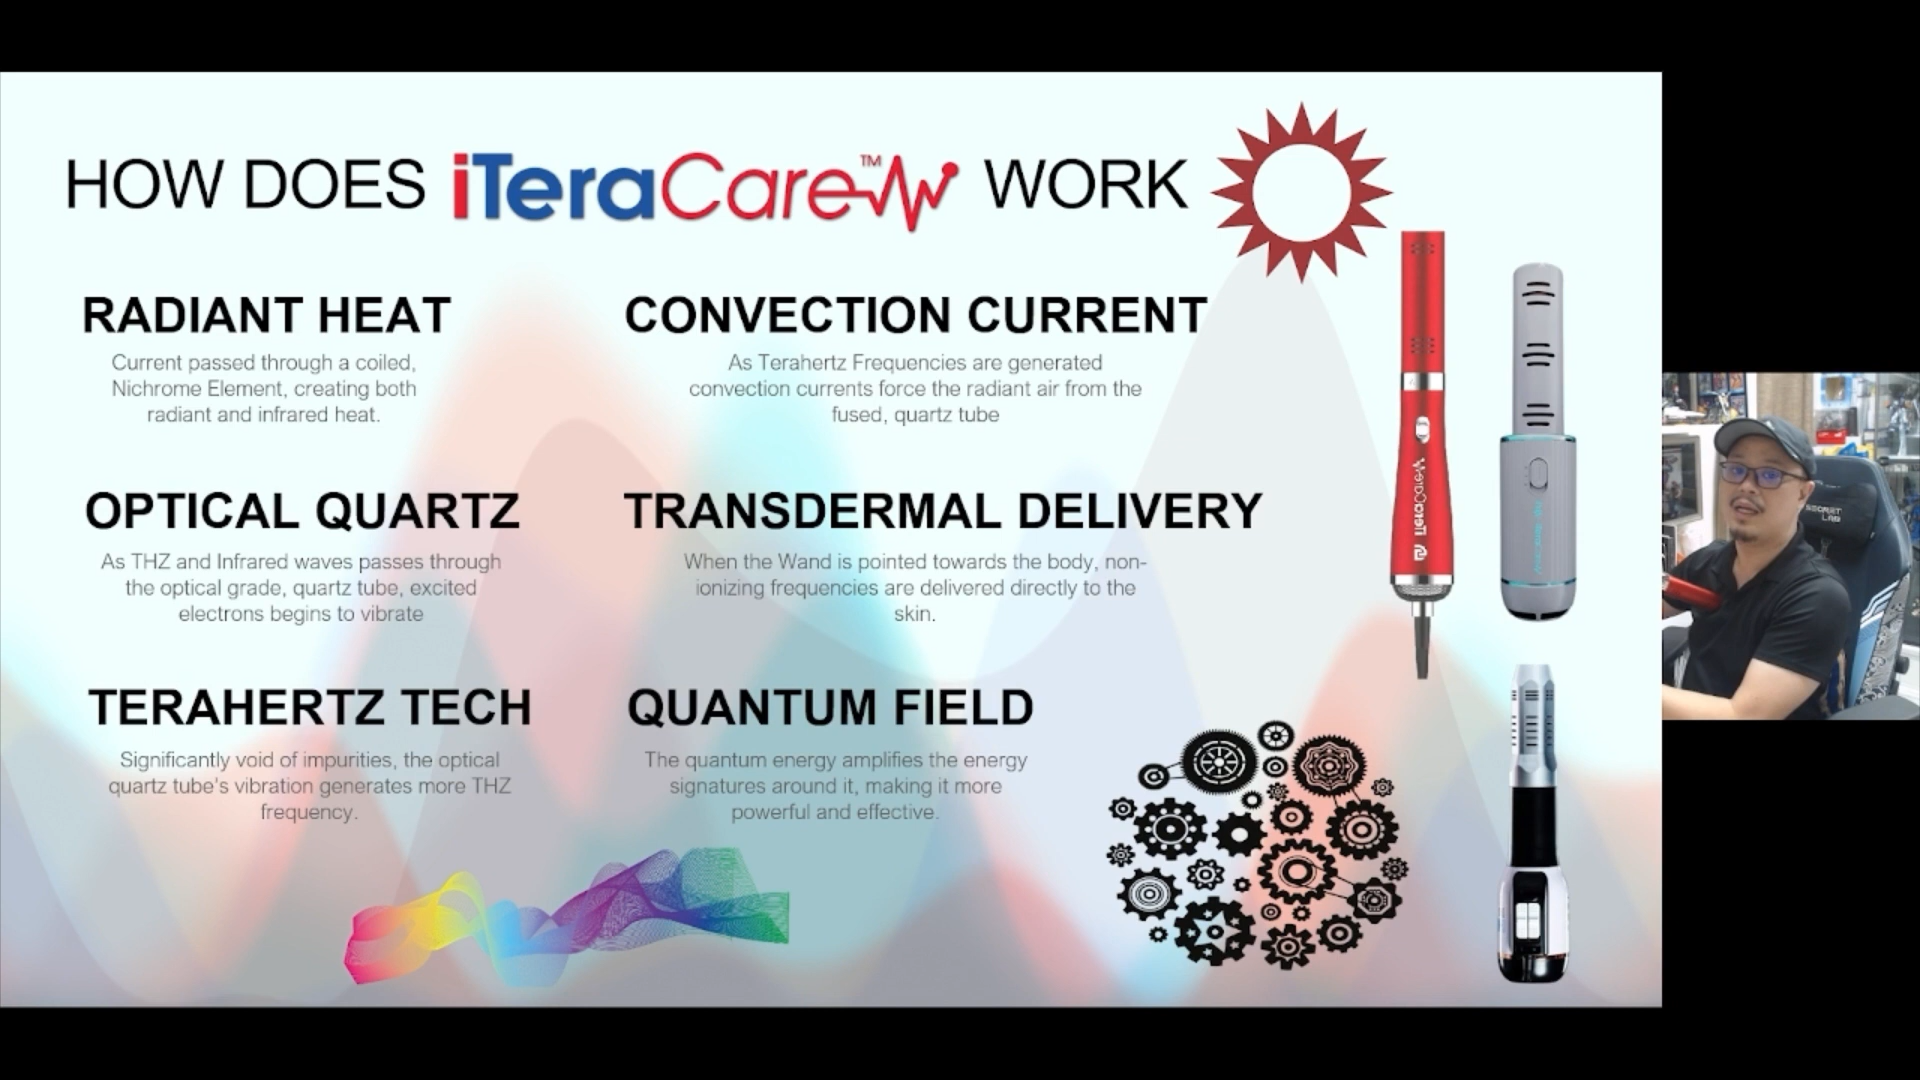 HOW DOES iTeraCare™ WORK
RADIANT HEAT
Current passed through a coiled,
Nichrome Element, creating both
radiant and infrared heat.
CONVECTION CURRENT
As Terahertz Frequencies are generated
convection currents force the radiant air from the
fused, quartz tube
OPTICAL QUARTZ
As THZ and Infrared waves passes through
the optical grade, quartz tube, excited
electrons begins to vibrate
TRANSDERMAL DELIVERY
When the Wand is pointed towards the body, non-
ionizing frequencies are delivered directly to the
skin.
TERAHERTZ TECH
Significantly void of impurities, the optical
quartz tube's vibration generates more THZ
frequency.
QUANTUM FIELD
The quantum energy amplifies the energy
signatures around it, making it more
powerful and effective.
iTeraCare
SECRET
LAB